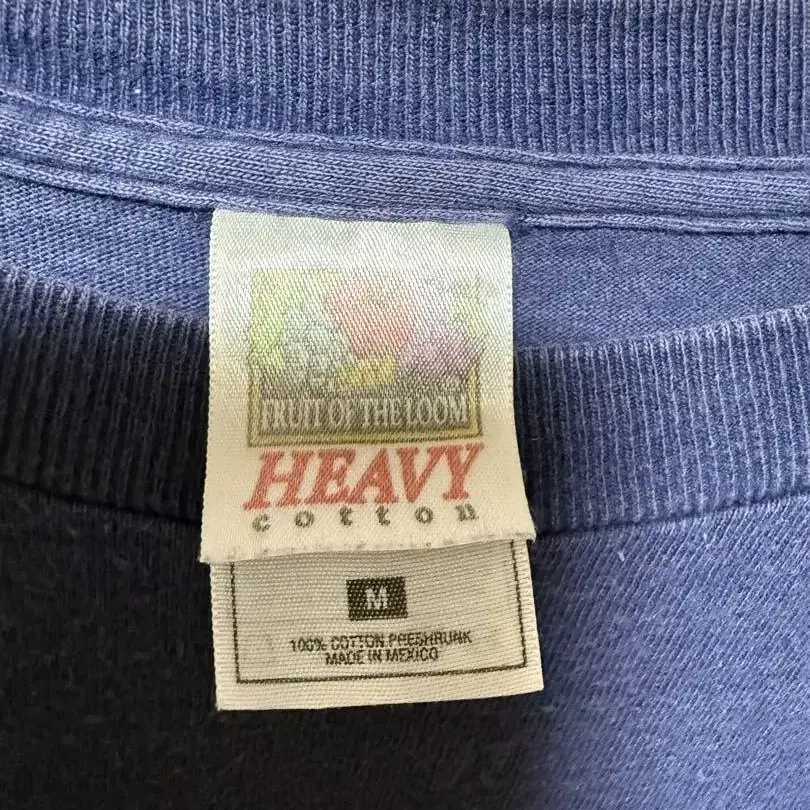 FRUIT OF THE LOOM
HEAVY
cotton
M
100% COTTON PRESHRUNK
MADE IN MEXICO